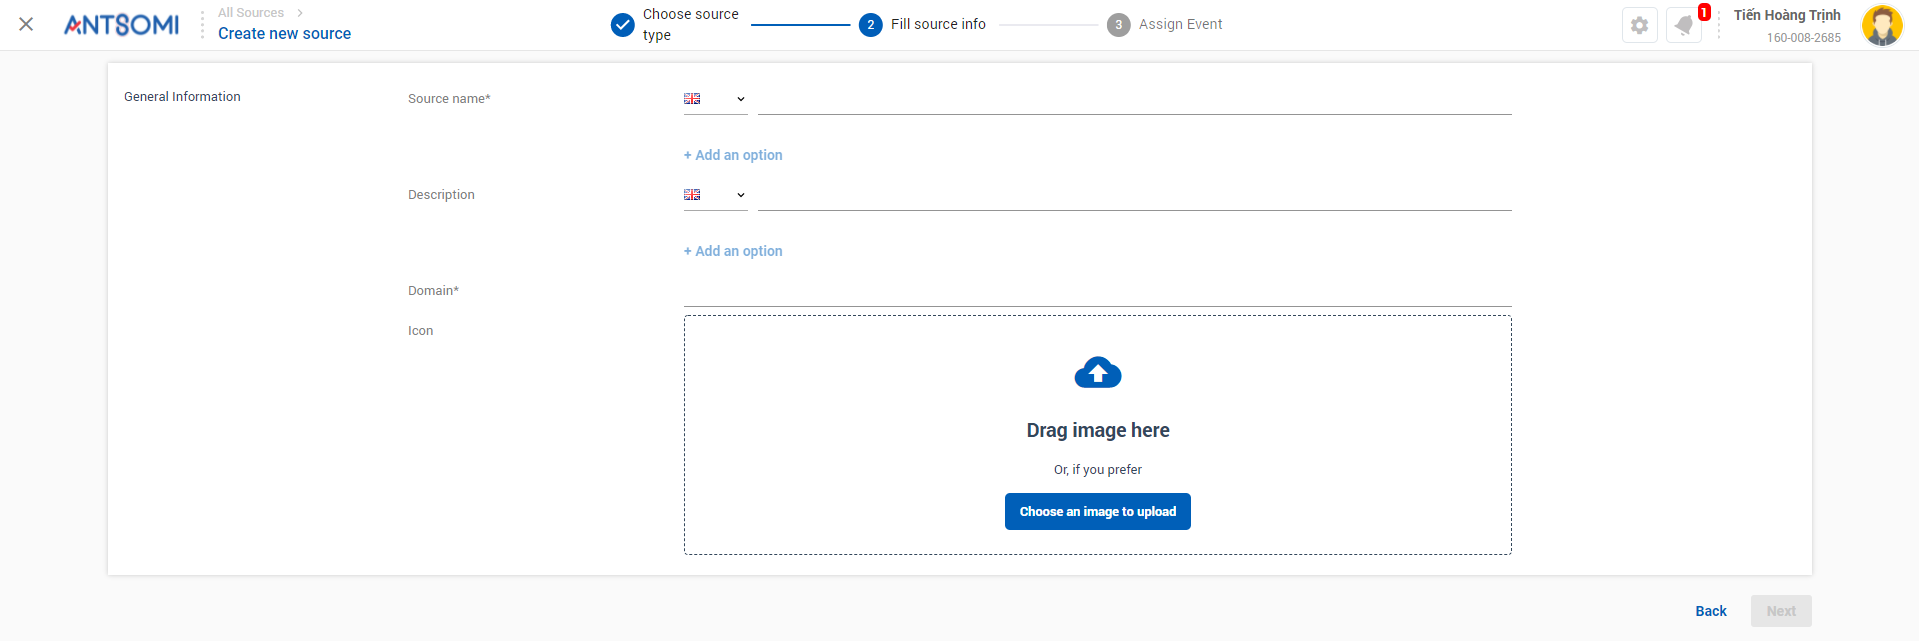 ANTSOMI
All Sources
Create new source
Choose source
type
2
Fill source info
3
Assign Event
1
Tiến Hoàng Trịnh
160-008-2685
General Information
Source name*
+ Add an option
Description
+ Add an option
Domain*
Icon
Drag image here
Or, if you prefer
Choose an image to upload
Back
Next